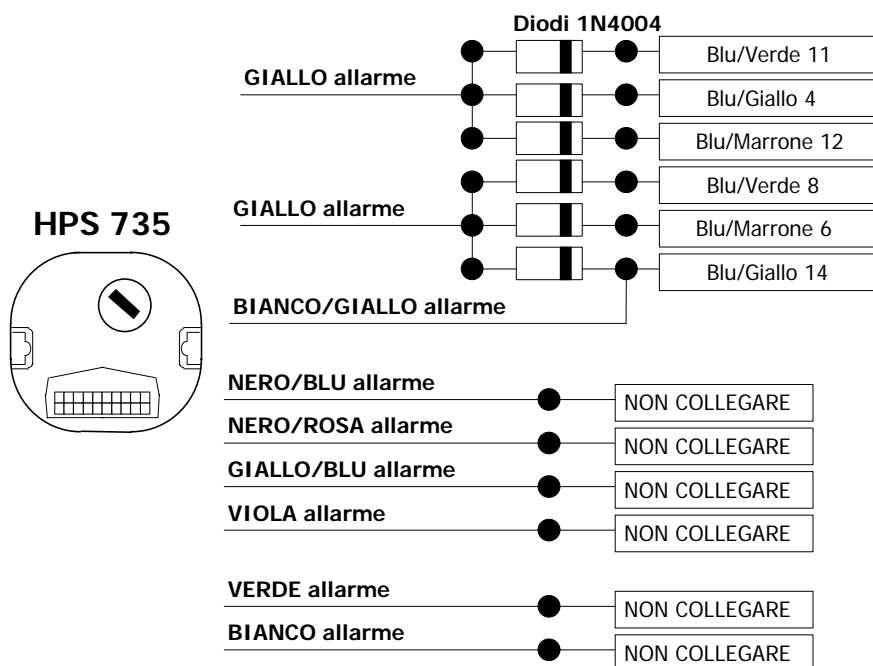 Diodi 1N4004
Blu/Verde 11
GIALLO allarme
Blu/Giallo 4
Blu/Marrone 12
Blu/Verde 8
GIALLO allarme
Blu/Marrone 6
HPS 735
Blu/Giallo 14
BIANCO/GIALLO allarme
NERO/BLU allarme
NON COLLEGARE
NERO/ROSA allarme
NON COLLEGARE
GIALLO/BLU allarme
NON COLLEGARE
VIOLA allarme
NON COLLEGARE
VERDE allarme
NON COLLEGARE
BIANCO allarme
NON COLLEGARE